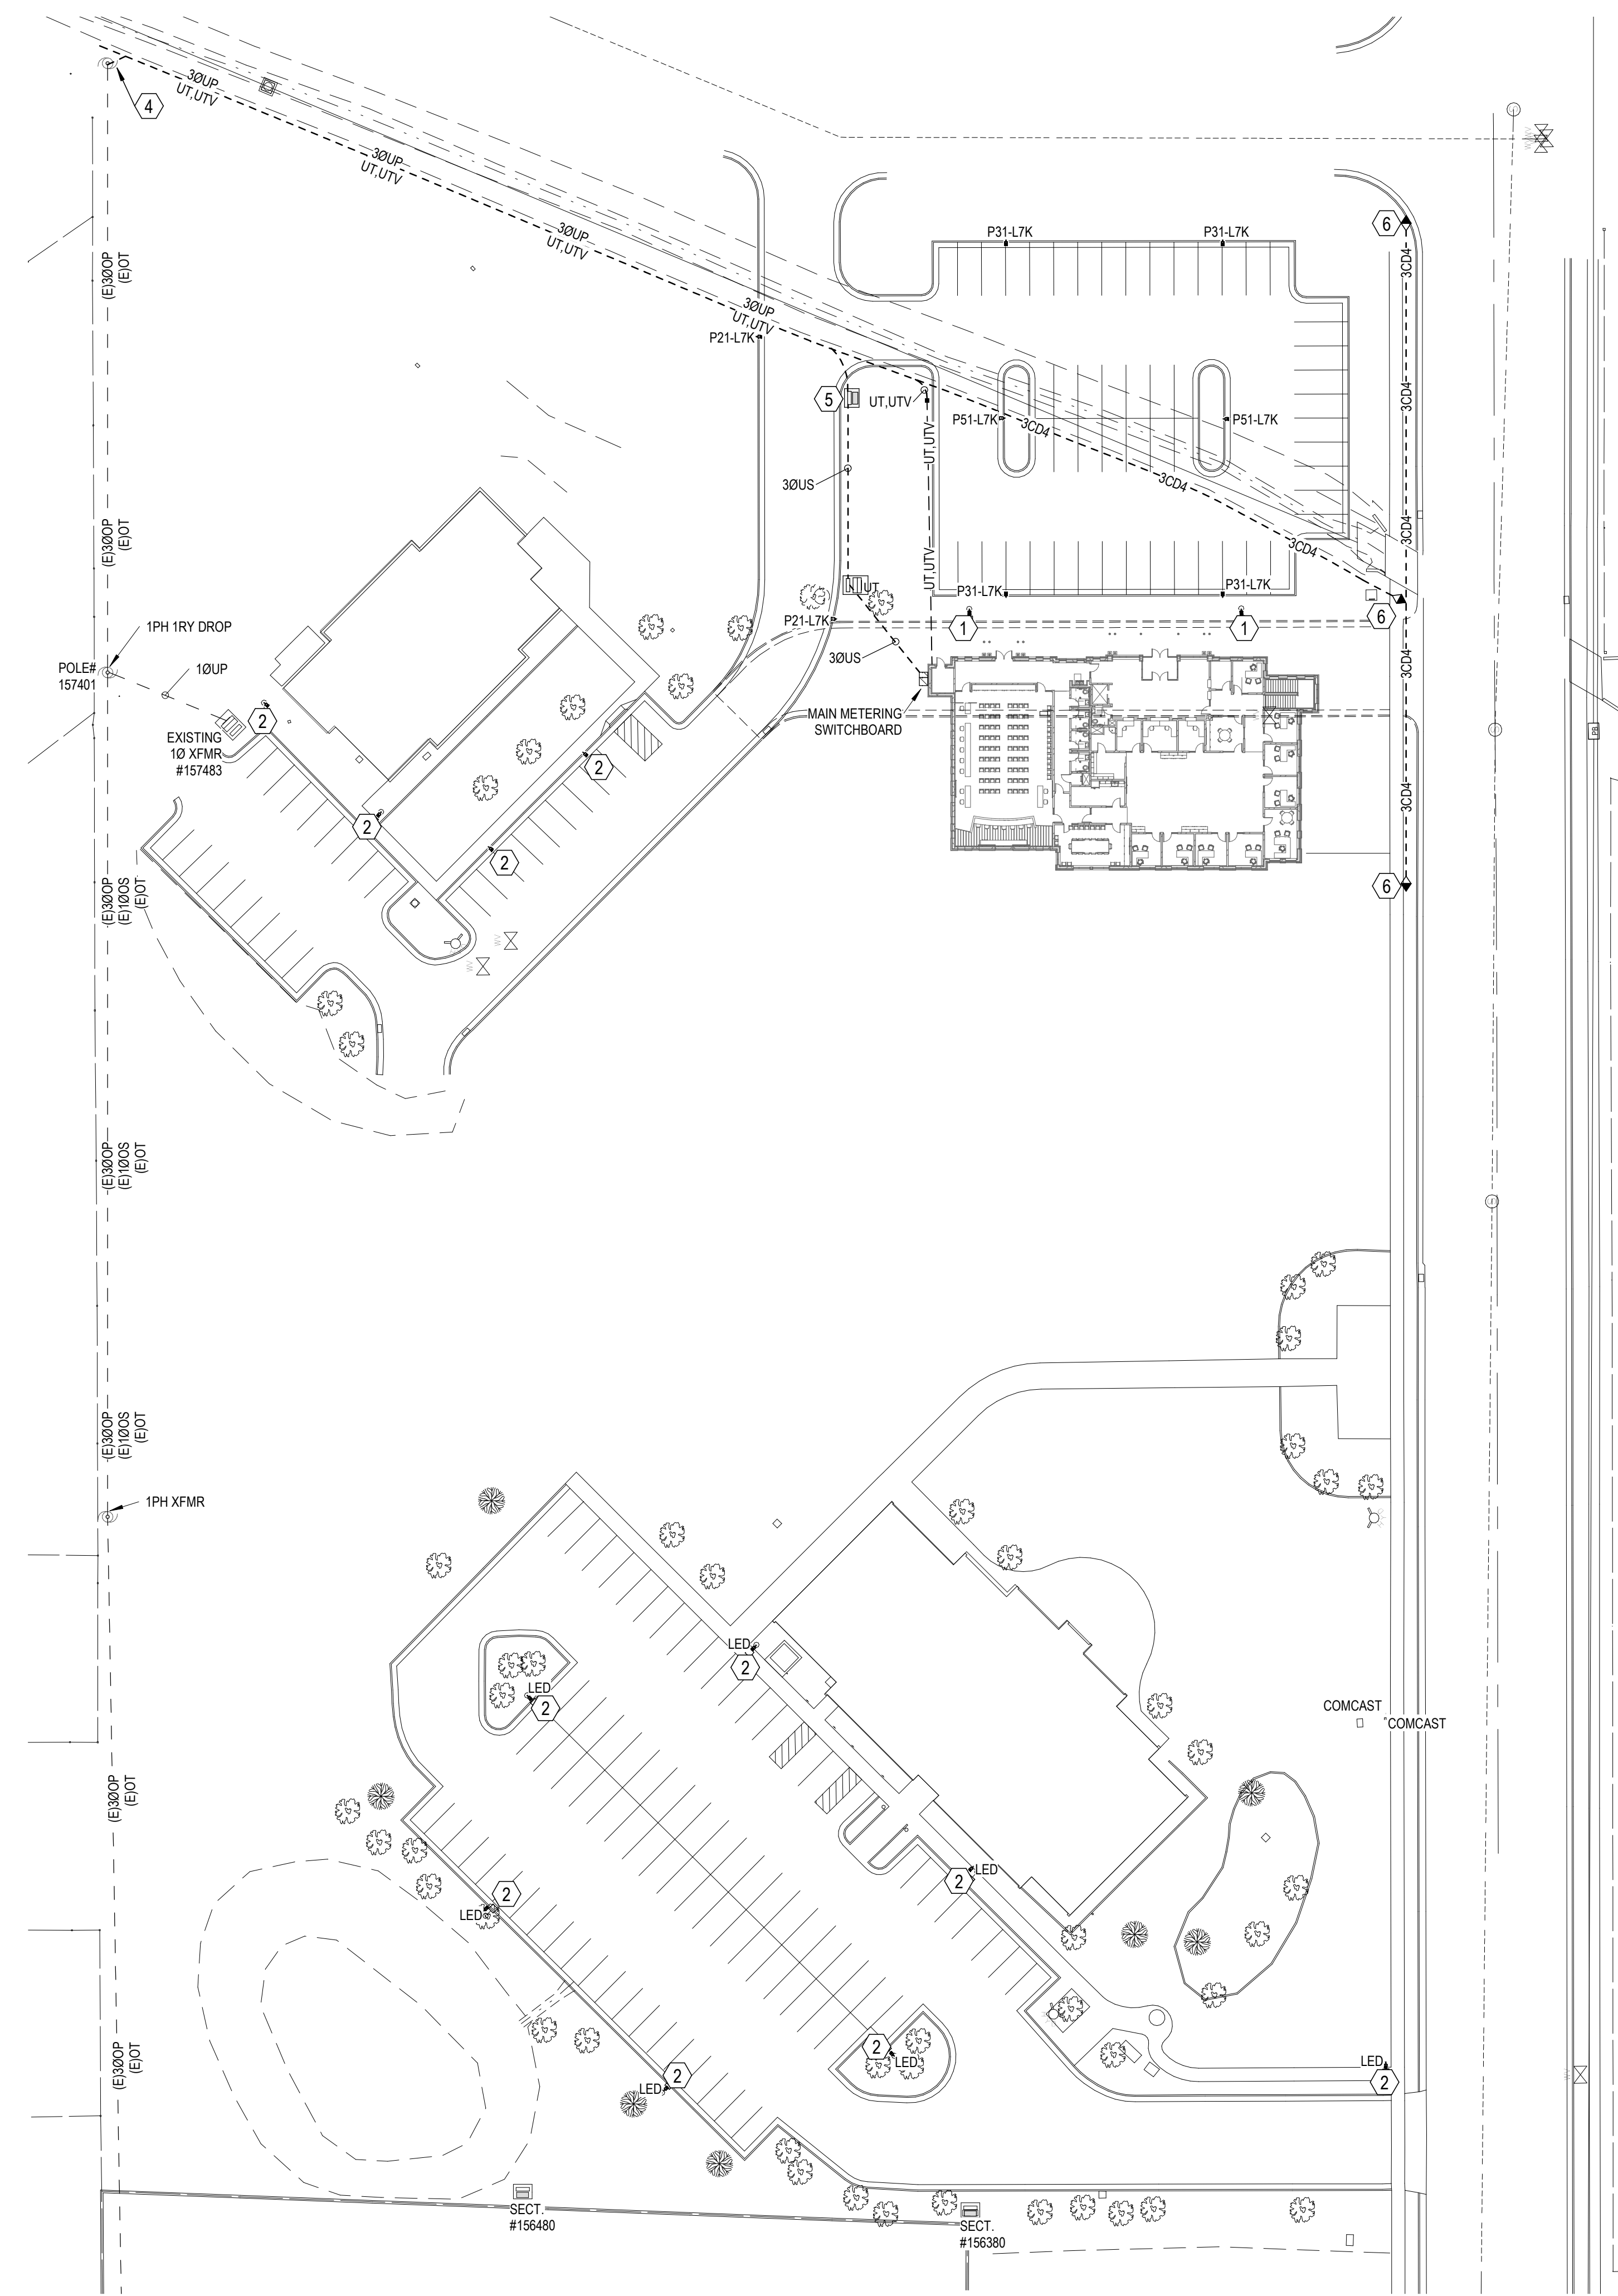 3ØUP
UT,UTV
4
3ØUP
UT,UTV
3ØUP
UT,UTV
3ØUP
UT,UTV
P21-L7K
P31-L7K
P31-L7K
6
3CD4
(E)3ØOP
(E)OT
5
UT,UTV
P51-L7K
3CD4
P51-L7K
3CD4
UT,UTV
3ØUS
3CD4
3CD4
3CD4
(E)3ØOP
(E)OT
UT,UTV
UT
P31-L7K
P31-L7K
6
P21-L7K
1
1
1PH 1RY DROP
3ØUS
3CD4
POLE#
157401
1ØUP
2
MAIN METERING
SWITCHBOARD
EXISTING
1Ø XFMR
#157483
2
PB
3CD4
2
2
6
(E)3ØOP
(E)1ØOS
(E)OT
WV
WV
(E)3ØOP
(E)1ØOS
(E)OT
(E)3ØOP
(E)1ØOS
(E)OT
1PH XFMR
LED
2
LED
2
COMCAST
COMCAST
(E)3ØOP
(E)OT
2
LED
LED
2
(E)3ØOP
(E)OT
2
LED
2
LED
LED
2
SECT.
#156480
SECT.
#156380